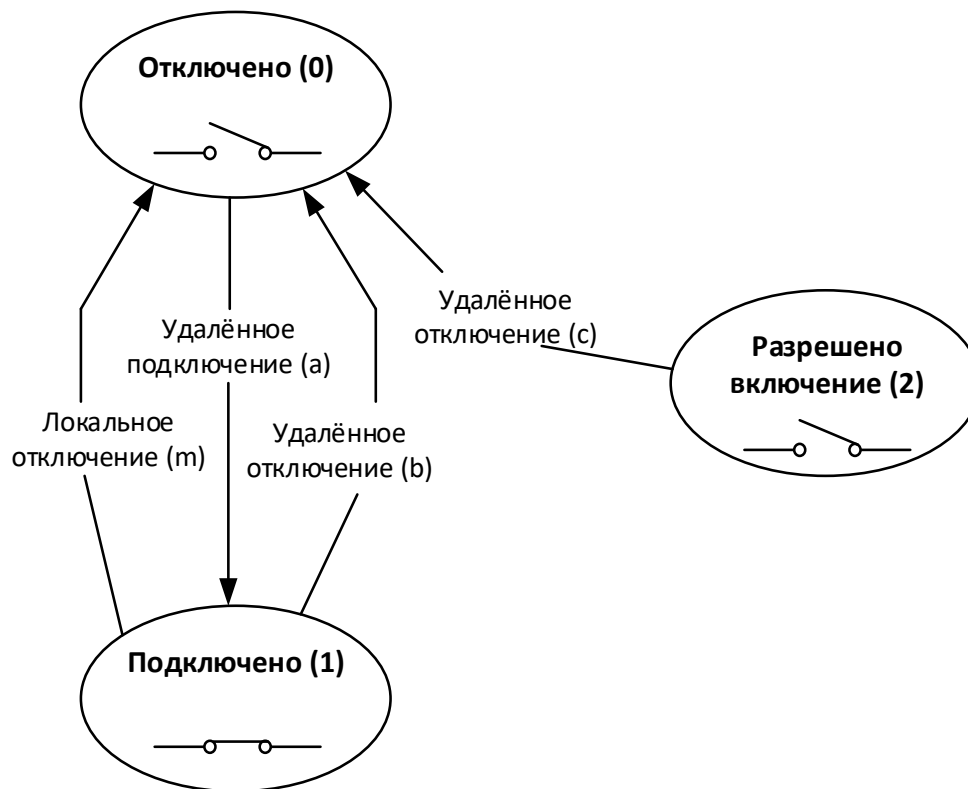 Отключено (0)
Удалённое
отключение (c)
Удалённое
подключение (a)
Разрешено
включение (2)
Локальное
отключение (m)
Удалённое
отключение (b)
Подключено (1)